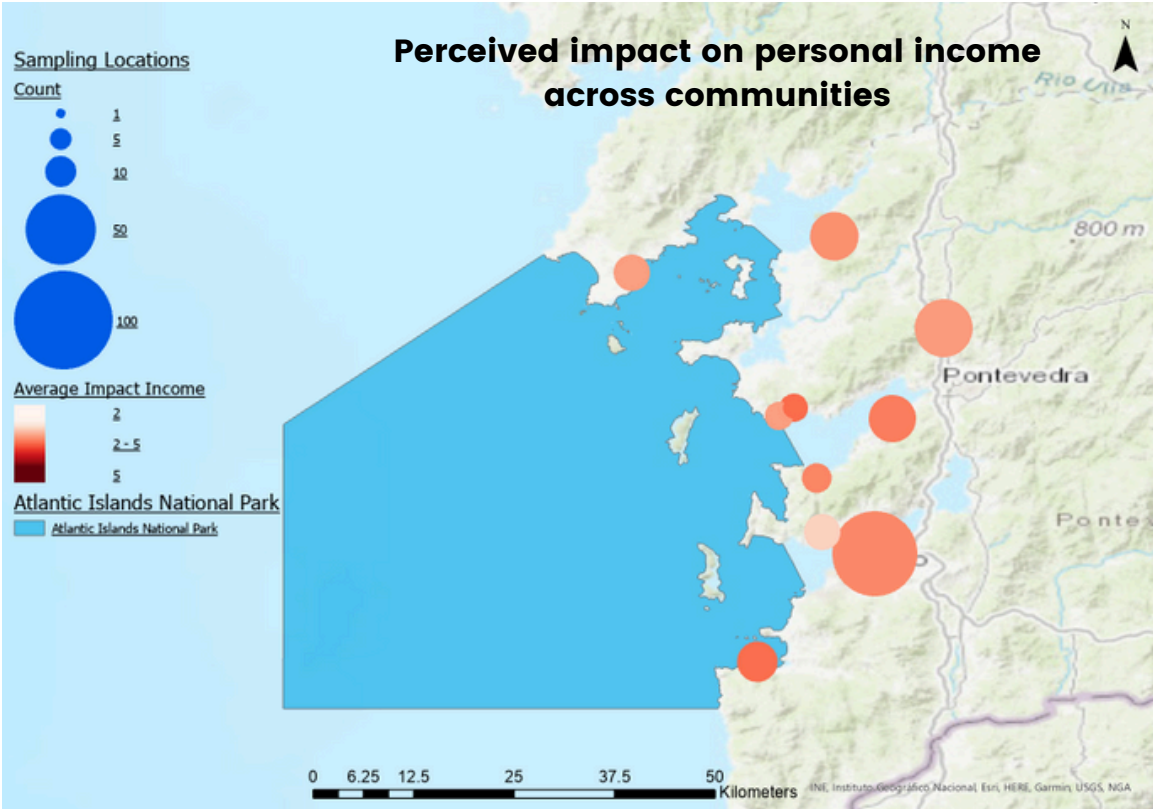 Perceived impact on personal income
across communities
N
Sampling Locations
Count
1
5
10
50
100
Average Impact Income
2
2 - 5
5
Atlantic Islands National Park
Atlantic Islands National Park
Rio Ulla
800 m
Pontevedra
Ponte
o
0 6.25 12.5 25 37.5 50
Kilometers
INE, Instituto Geográfico Nacional, Esri, HERE, Garmin, USGS, NGA